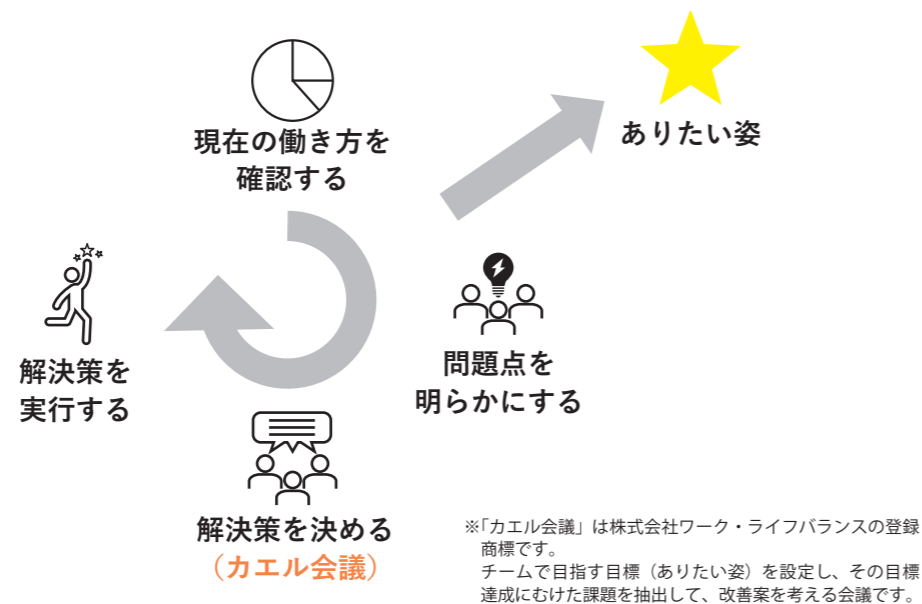 現在の働き方を
確認する
ありたい姿
問題点を
明らかにする
解決策を
実行する
解決策を決める
(カエル会議)
※「カエル会議」は株式会社ワーク・ライフバランスの登録
商標です。
チームで目指す目標(ありたい姿)を設定し、その目標
達成にむけた課題を抽出して、改善案を考える会議です。